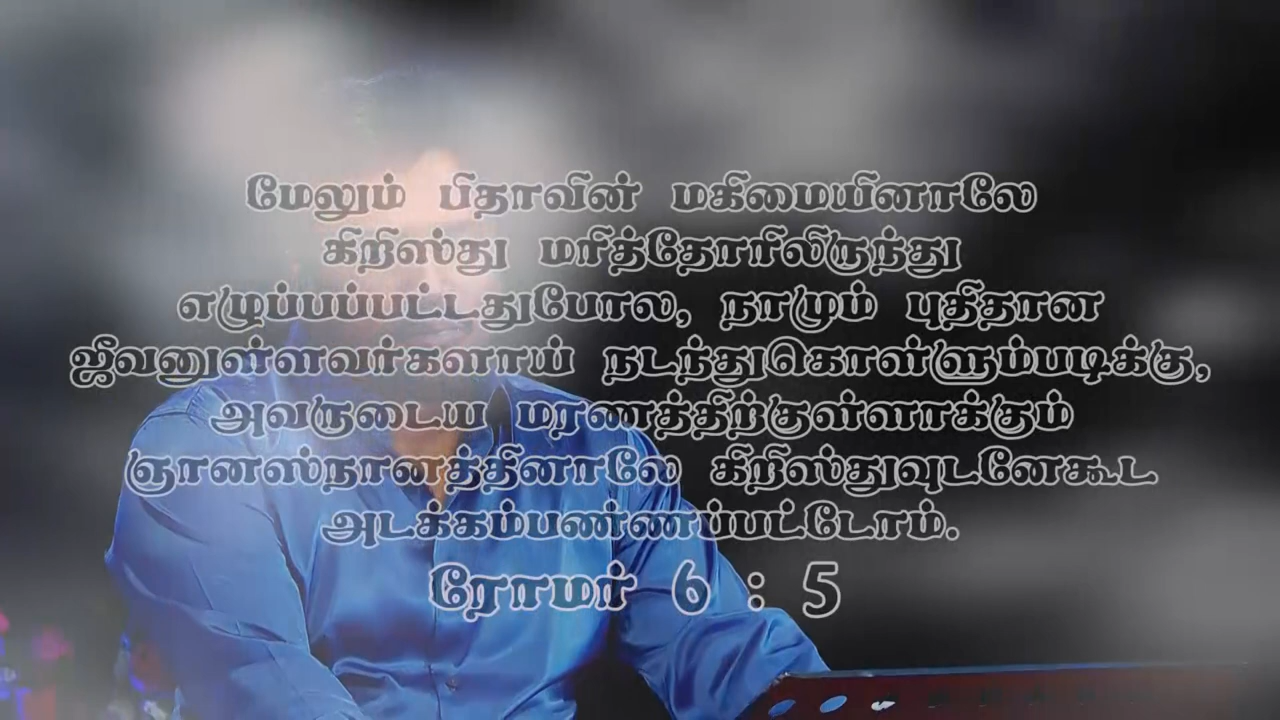 மேலும் பிதாவின் மகிமையினாலே
கிறிஸ்து மரித்தோரிலிருந்து
எழுப்பப்பட்டதுபோல, நாமும் புதிதான
ஜீவனுள்ளவர்களாய் நடந்துகொள்ளும்படிக்கு,
அவருடைய மரணத்திற்குள்ளாக்கும்
ஞானஸ்நானத்தினாலே கிறிஸ்துவுடனேகூட
அடக்கம்பண்ணப்பட்டோம்.
ரோமர் 6 : 5